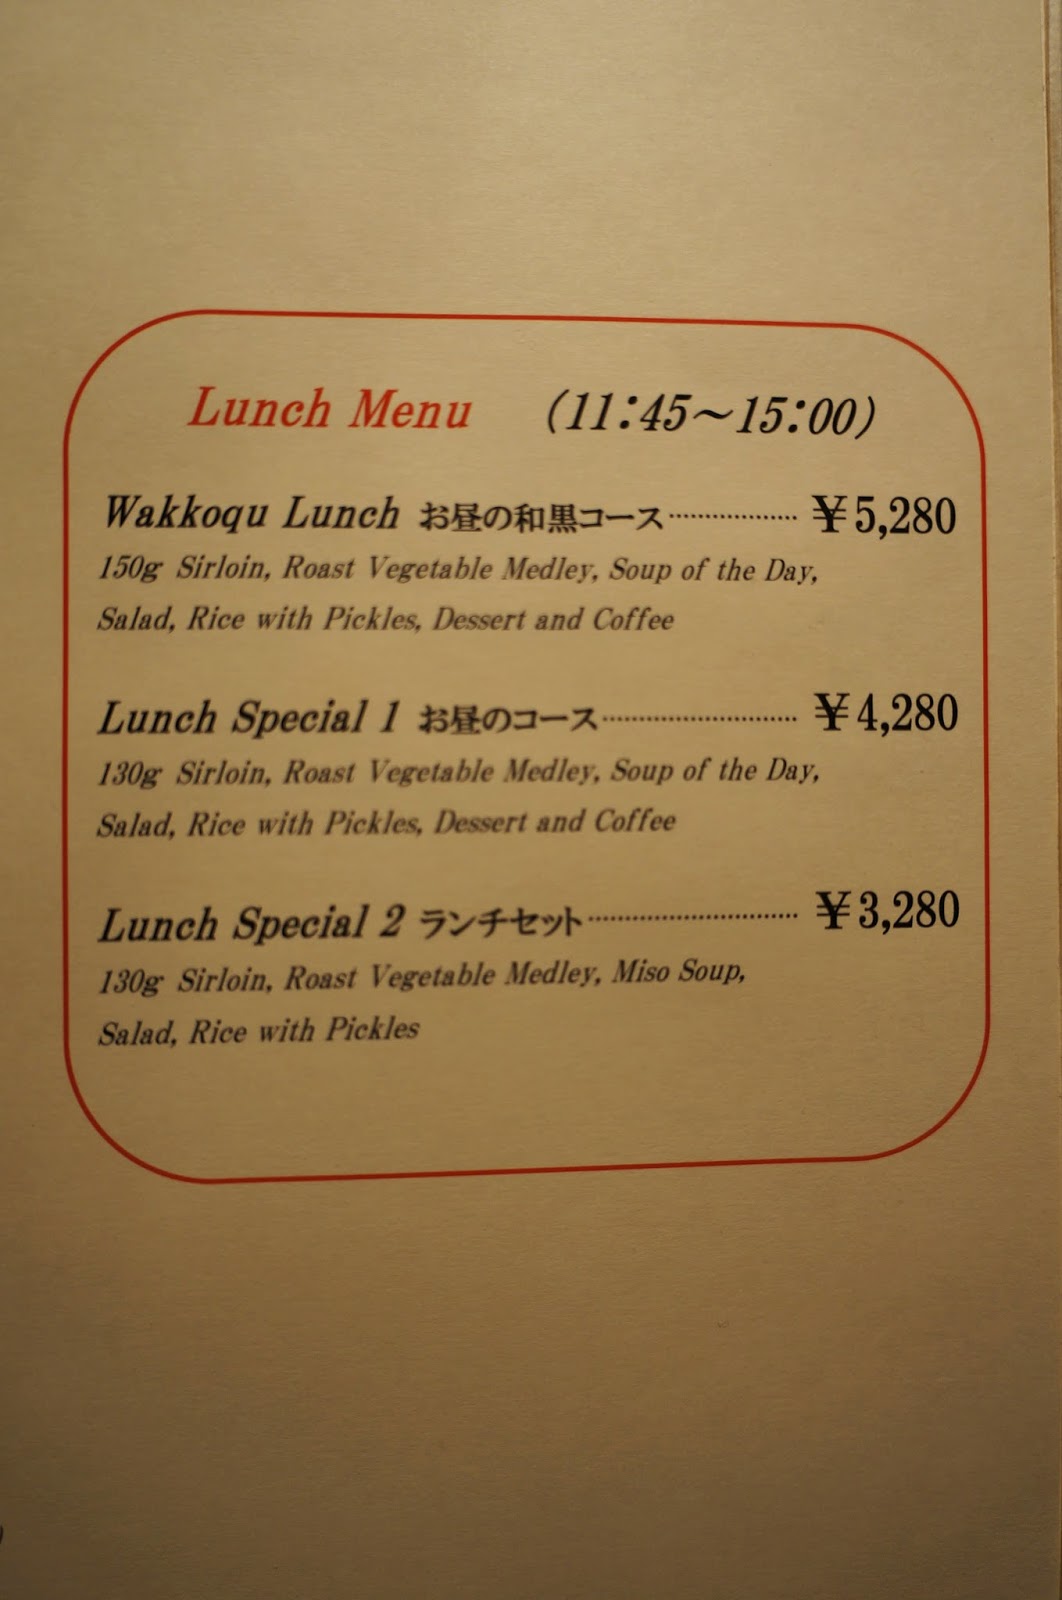 Lunch Menu (11:45～15:00)
Wakkoqu Lunch お昼の和黒コース ¥5,280
150g Sirloin, Roast Vegetable Medley, Soup of the Day,
Salad, Rice with Pickles, Dessert and Coffee
Lunch Special 1 お昼のコース ¥4,280
130g Sirloin, Roast Vegetable Medley, Soup of the Day,
Salad, Rice with Pickles, Dessert and Coffee
Lunch Special 2 ランチセット ¥3,280
130g Sirloin, Roast Vegetable Medley, Miso Soup,
Salad, Rice with Pickles